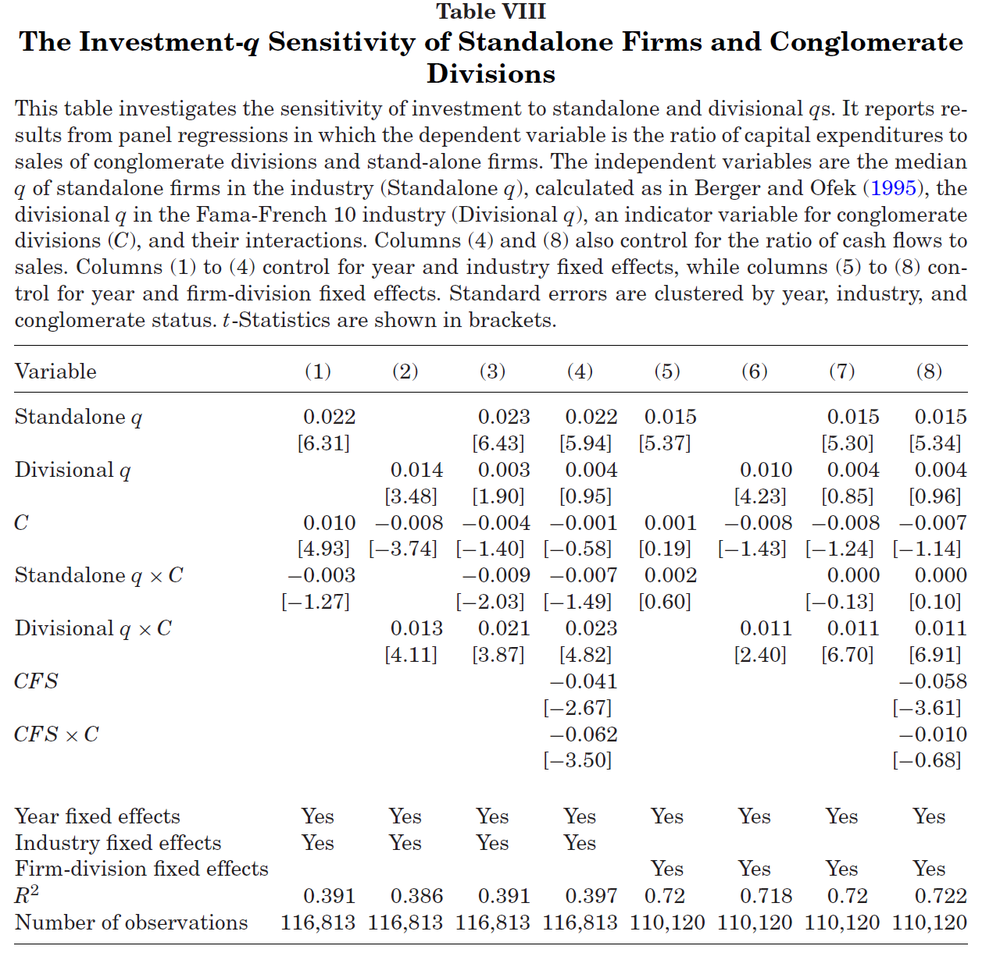 Table VIII
The Investment-q Sensitivity of Standalone Firms and Conglomerate
Divisions
This table investigates the sensitivity of investment to standalone and divisional qs. It reports re-
sults from panel regressions in which the dependent variable is the ratio of capital expenditures to
sales of conglomerate divisions and stand-alone firms. The independent variables are the median
q of standalone firms in the industry (Standalone q), calculated as in Berger and Ofek (1995), the
divisional q in the Fama-French 10 industry (Divisional q), an indicator variable for conglomerate
divisions (C), and their interactions. Columns (4) and (8) also control for the ratio of cash flows to
sales. Columns (1) to (4) control for year and industry fixed effects, while columns (5) to (8) con-
trol for year and firm-division fixed effects. Standard errors are clustered by year, industry, and
conglomerate status. t-Statistics are shown in brackets.
Variable (1) (2) (3) (4) (5) (6) (7) (8)
Standalone q 0.022 0.023 0.022 0.015 0.015 0.015
[6.31] [6.43] [5.94] [5.37] [5.30] [5.34]
Divisional q 0.014 0.003 0.004 0.010 0.004 0.004
[3.48] [1.90] [0.95] [4.23] [0.85] [0.96]
C 0.010 −0.008 −0.004 −0.001 0.001 −0.008 −0.008 −0.007
[4.93] [−3.74] [−1.40] [−0.58] [0.19] [−1.43] [−1.24] [−1.14]
Standalone q × C −0.003 −0.009 −0.007 0.002 0.000 0.000
[−1.27] [−2.03] [−1.49] [0.60] [−0.13] [0.10]
Divisional q × C 0.013 0.021 0.023 0.011 0.011 0.011
[4.11] [3.87] [4.82] [2.40] [6.70] [6.91]
CFS −0.041 −0.058
[−2.67] [−3.61]
CFS × C −0.062 −0.010
[−3.50] [−0.68]
Year fixed effects Yes Yes Yes Yes Yes Yes Yes Yes
Industry fixed effects Yes Yes Yes Yes
Firm-division fixed effects Yes Yes Yes Yes
R² 0.391 0.386 0.391 0.397 0.72 0.718 0.72 0.722
Number of observations 116,813 116,813 116,813 116,813 110,120 110,120 110,120 110,120